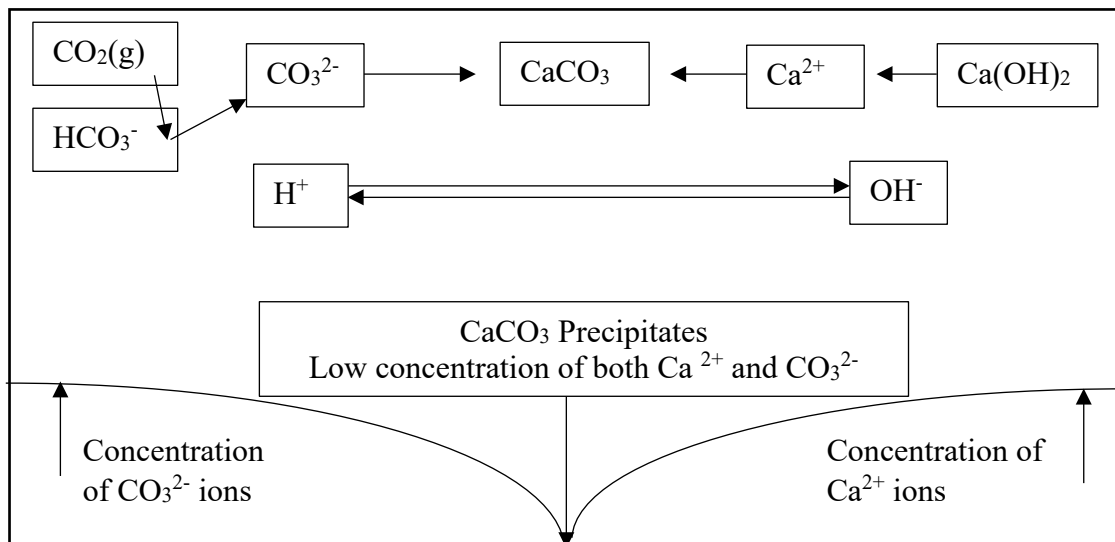 CO₂(g)
CO₃²⁻
CaCO₃
Ca²⁺
Ca(OH)₂
HCO₃⁻
H⁺
OH⁻
CaCO₃ Precipitates
Low concentration of both Ca ²⁺ and CO₃²⁻
Concentration
of CO₃²⁻ ions
Concentration of
Ca²⁺ ions